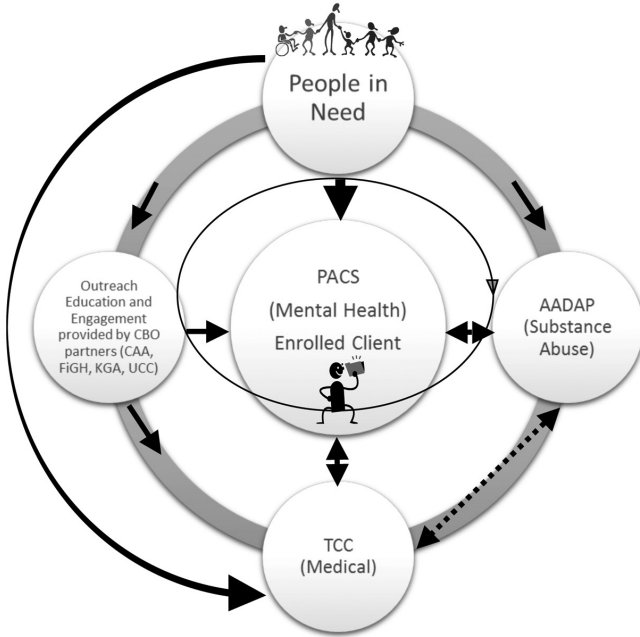 People in
Need
PACS
(Mental Health)
Enrolled Client
Outreach
Education and
Engagement
provided by CBO
partners (CAA,
FiGH, KGA, UCC)
AADAP
(Substance
Abuse)
TCC
(Medical)